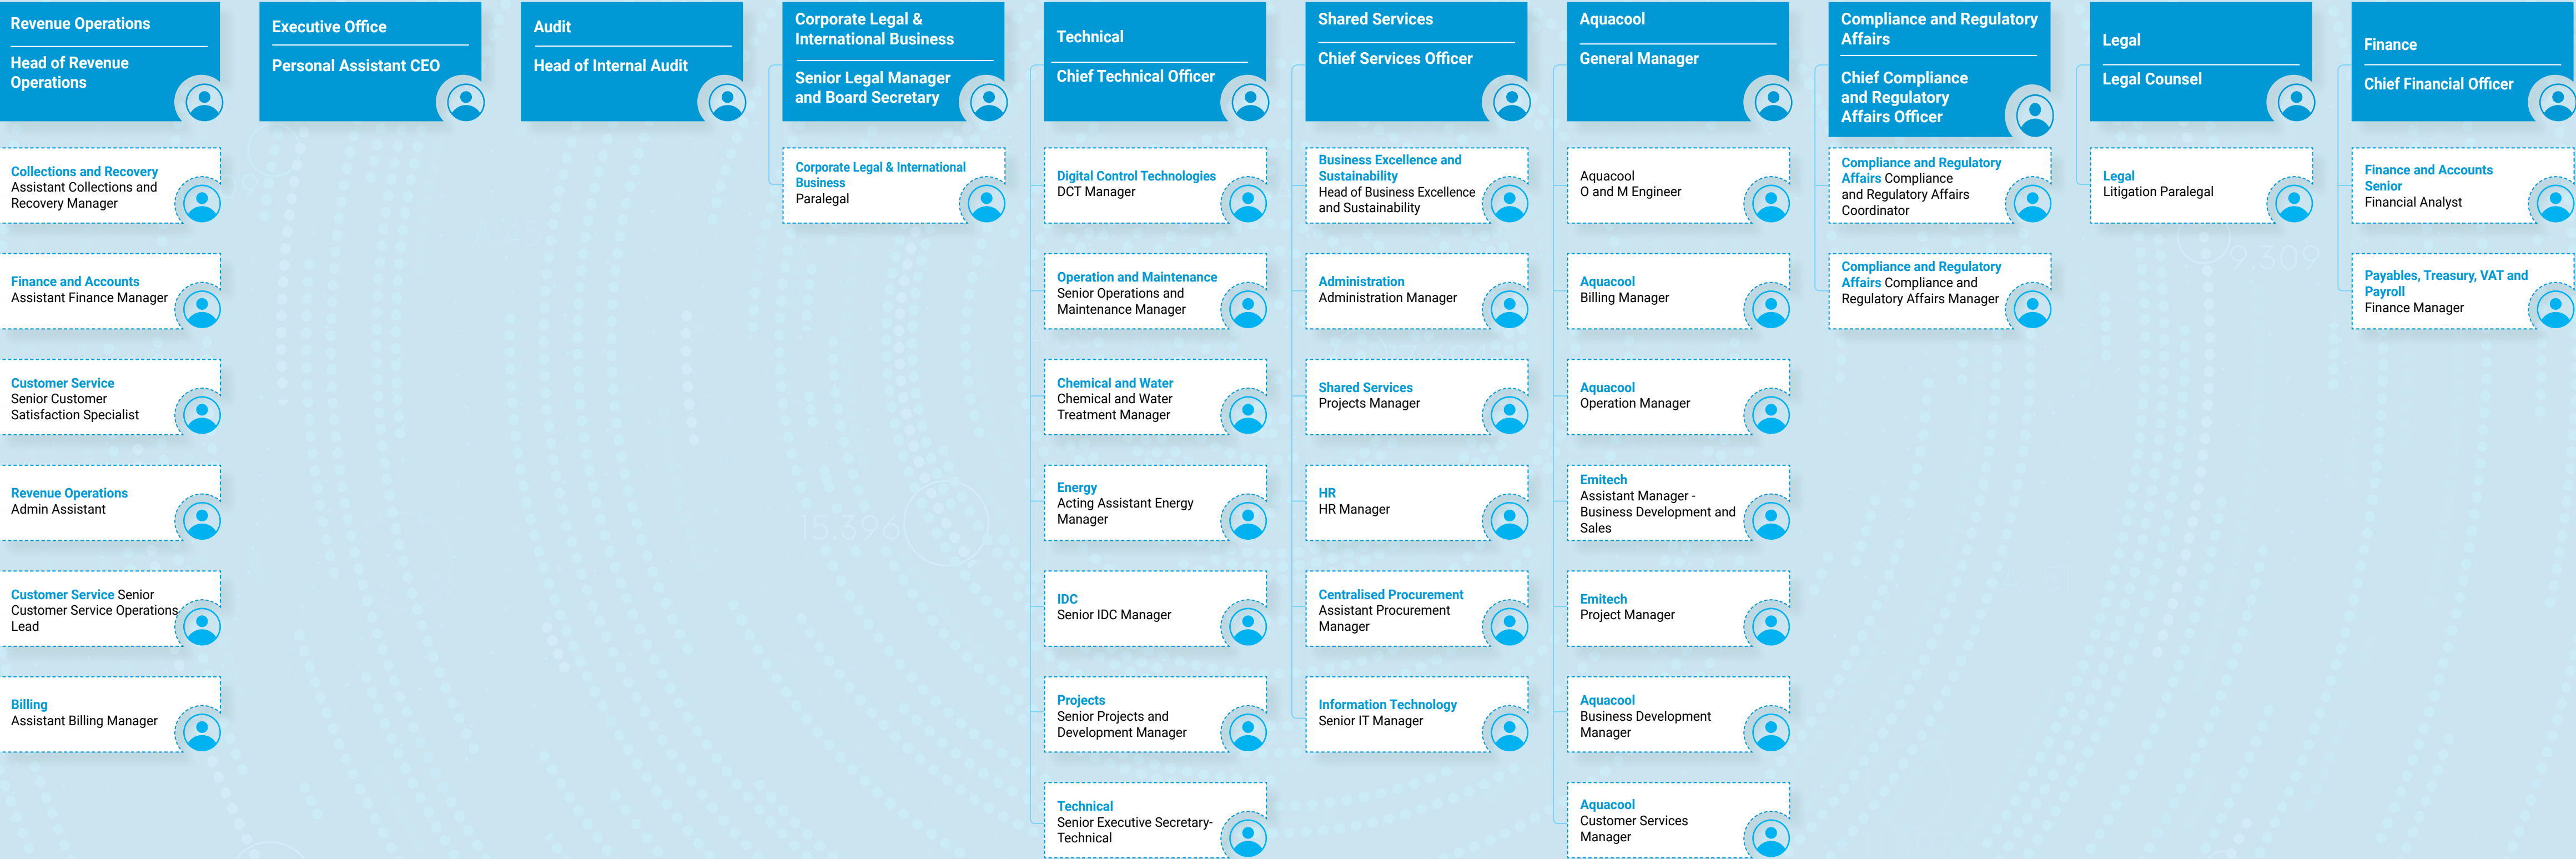 Revenue Operations
Head of Revenue
Operations
Collections and Recovery
Assistant Collections and
Recovery Manager
Finance and Accounts
Assistant Finance Manager
Customer Service
Senior Customer
Satisfaction Specialist
Revenue Operations
Admin Assistant
Customer Service Senior
Customer Service Operations
Lead
Billing
Assistant Billing Manager
Executive Office
Personal Assistant CEO
Audit
Head of Internal Audit
Corporate Legal &
International Business
Senior Legal Manager
and Board Secretary
Corporate Legal & International
Business
Paralegal
15.396
Technical
Chief Technical Officer
Digital Control Technologies
DCT Manager
Operation and Maintenance
Senior Operations and
Maintenance Manager
Chemical and Water
Chemical and Water
Treatment Manager
Energy
Acting Assistant Energy
Manager
IDC
Senior IDC Manager
Projects
Senior Projects and
Development Manager
Technical
Senior Executive Secretary-
Technical
Shared Services
Chief Services Officer
Business Excellence and
Sustainability
Head of Business Excellence
and Sustainability
Administration
Administration Manager
Shared Services
Projects Manager
HR
HR Manager
Centralised Procurement
Assistant Procurement
Manager
Information Technology
Senior IT Manager
Aquacool
General Manager
Aquacool
O and M Engineer
Aquacool
Billing Manager
Aquacool
Operation Manager
Emitech
Assistant Manager -
Business Development and
Sales
Emitech
Project Manager
Aquacool
Business Development
Manager
Aquacool
Customer Services
Manager
Compliance and Regulatory
Affairs
Chief Compliance
and Regulatory
Affairs Officer
Compliance and Regulatory
Affairs Compliance
and Regulatory Affairs
Coordinator
Compliance and Regulatory
Affairs Compliance and
Regulatory Affairs Manager
Legal
Legal Counsel
Legal
Litigation Paralegal
9.309
Finance
Chief Financial Officer
Finance and Accounts
Senior
Financial Analyst
Payables, Treasury, VAT and
Payroll
Finance Manager